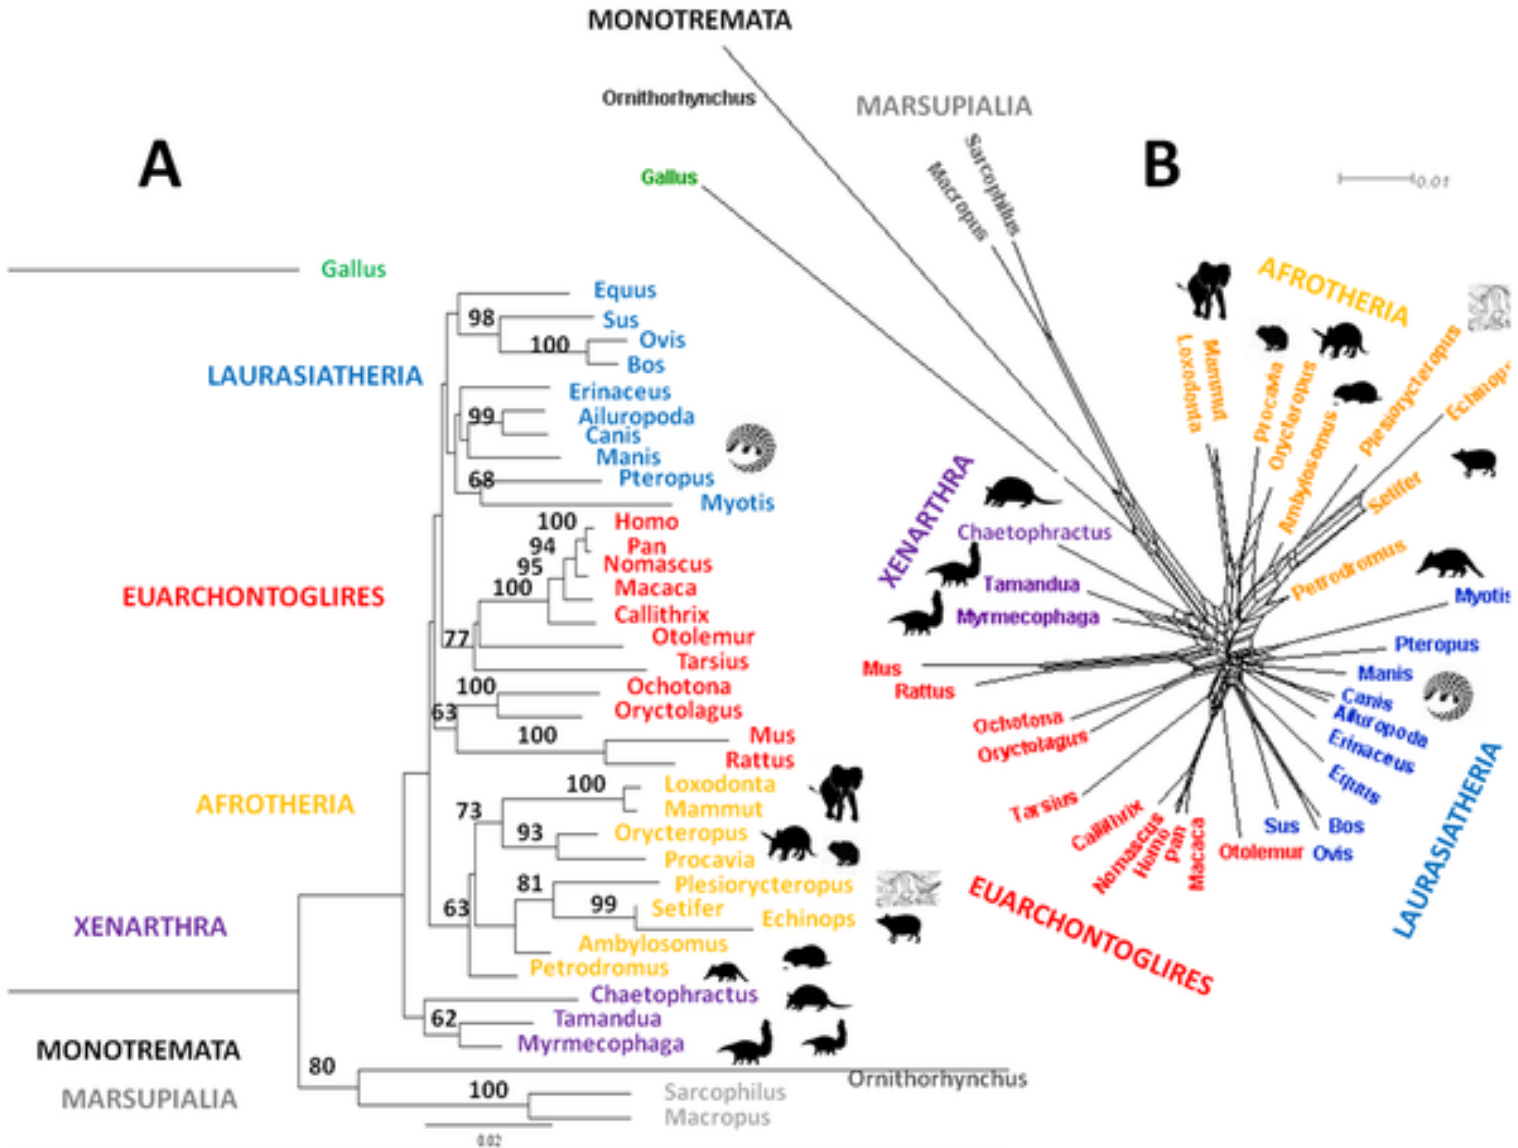 MONOTREMATA
Ornithorhynchus
MARSUPIALIA
Sarcophilus
Macropus
A
B
0.01
Gallus
Gallus
AFROTHERIA
Loxodonta
Mammut
Procavia
Orycteropus
Ambylosomus
Plesiorycteropus
Echinops
Setifer
Petrodromus
XENARTHRA
Chaetophractus
Tamandua
Myrmecophaga
Mus
Rattus
Ochotona
Oryctolagus
Tarsius
Callithrix
Nomascus
Homo
Pan
Macaca
Otolemur
EUARCHONTOGLIRES
Myotis
Pteropus
Manis
Canis
Ailuropoda
Erinaceus
Equus
Bos
Sus
Ovis
LAURASIATHERIA
LAURASIATHERIA
Equus
98
Sus
100
Ovis
Bos
Erinaceus
99
Ailuropoda
Canis
Manis
68
Pteropus
Myotis
EUARCHONTOGLIRES
100
Homo
94
Pan
95
Nomascus
100
Macaca
Callithrix
77
Otolemur
Tarsius
100
Ochotona
63
Oryctolagus
100
Mus
Rattus
AFROTHERIA
100
Loxodonta
73
Mammut
93
Orycteropus
Procavia
81
Plesiorycteropus
63
99
Setifer
Echinops
Ambylosomus
Petrodromus
XENARTHRA
Chaetophractus
62
Tamandua
Myrmecophaga
MONOTREMATA
80
Ornithorhynchus
MARSUPIALIA
100
Sarcophilus
Macropus
0.02